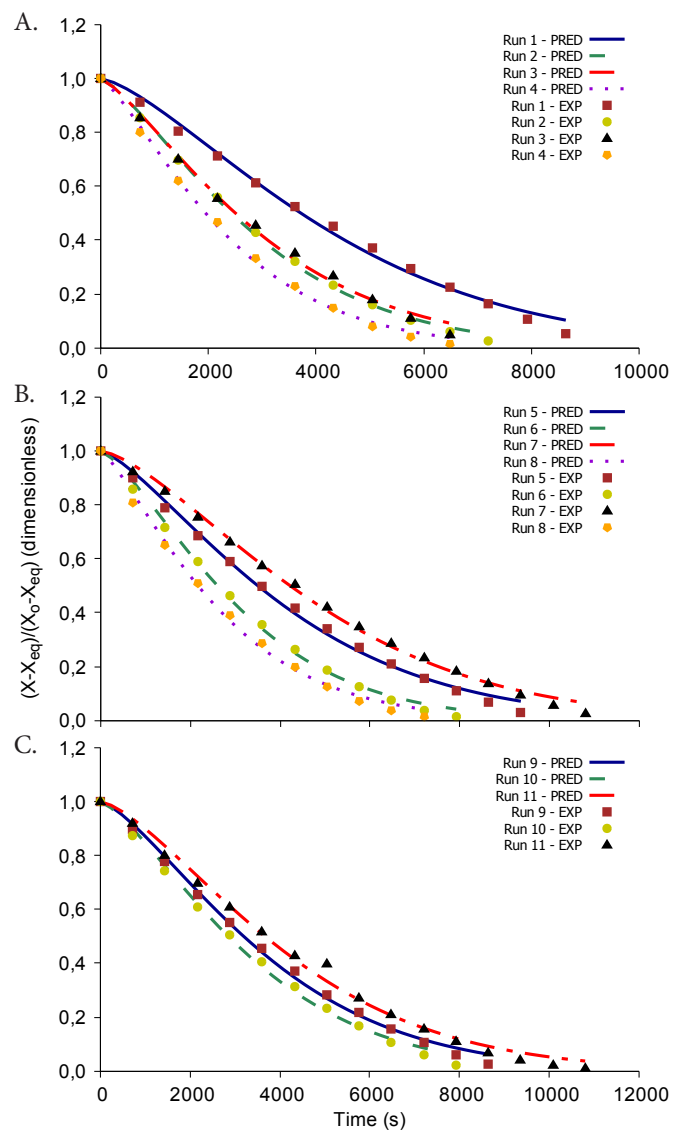 A.
1,2
1,0
0,8
0,6
0,4
0,2
0,0
Run 1 - PRED
Run 2 - PRED
Run 3 - PRED
Run 4 - PRED
Run 1 - EXP
Run 2 - EXP
Run 3 - EXP
Run 4 - EXP
0 2000 4000 6000 8000 10000
B.
1,2
1,0
0,8
0,6
0,4
0,2
0,0
Run 5 - PRED
Run 6 - PRED
Run 7 - PRED
Run 8 - PRED
Run 5 - EXP
Run 6 - EXP
Run 7 - EXP
Run 8 - EXP
0 2000 4000 6000 8000 10000 12000
(X-Xeq)/(Xo-Xeq) (dimensionless)
C.
1,2
1,0
0,8
0,6
0,4
0,2
0,0
Run 9 - PRED
Run 10 - PRED
Run 11 - PRED
Run 9 - EXP
Run 10 - EXP
Run 11 - EXP
0 2000 4000 6000 8000 10000 12000
Time (s)